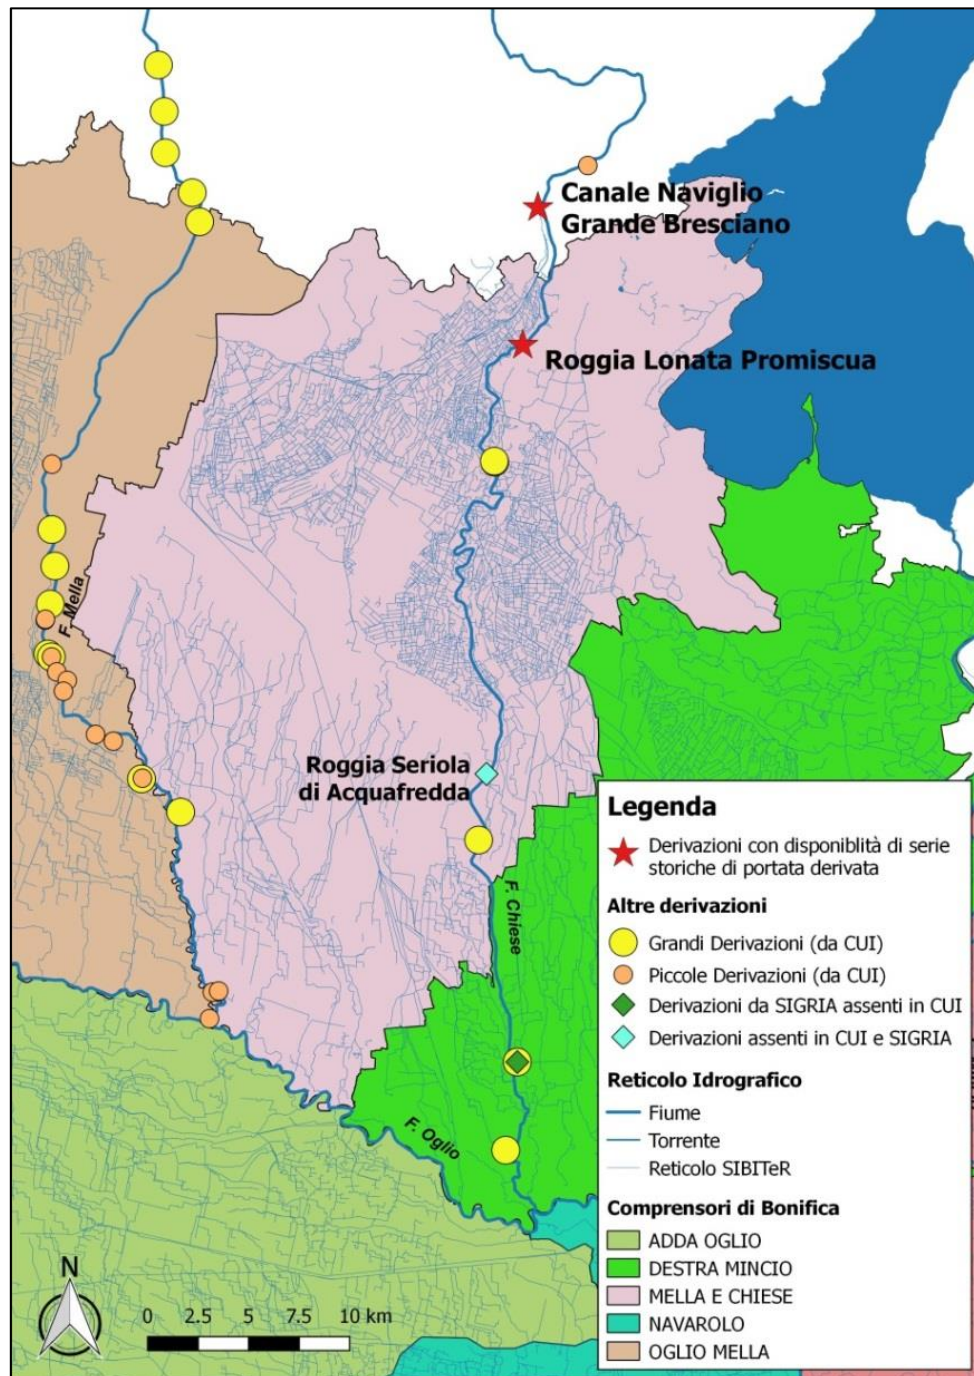 Canale Naviglio
Grande Bresciano
Roggia Lonata Promiscua
F. Mella
Roggia Seriola
di Acquafredda
F. Chiese
F. Oglio
N
0 2.5 5 7.5 10 km
Legenda
Derivazioni con disponiblità di serie
storiche di portata derivata
Altre derivazioni
Grandi Derivazioni (da CUI)
Piccole Derivazioni (da CUI)
Derivazioni da SIGRIA assenti in CUI
Derivazioni assenti in CUI e SIGRIA
Reticolo Idrografico
Fiume
Torrente
Reticolo SIBITeR
Comprensori di Bonifica
ADDA OGLIO
DESTRA MINCIO
MELLA E CHIESE
NAVAROLO
OGLIO MELLA